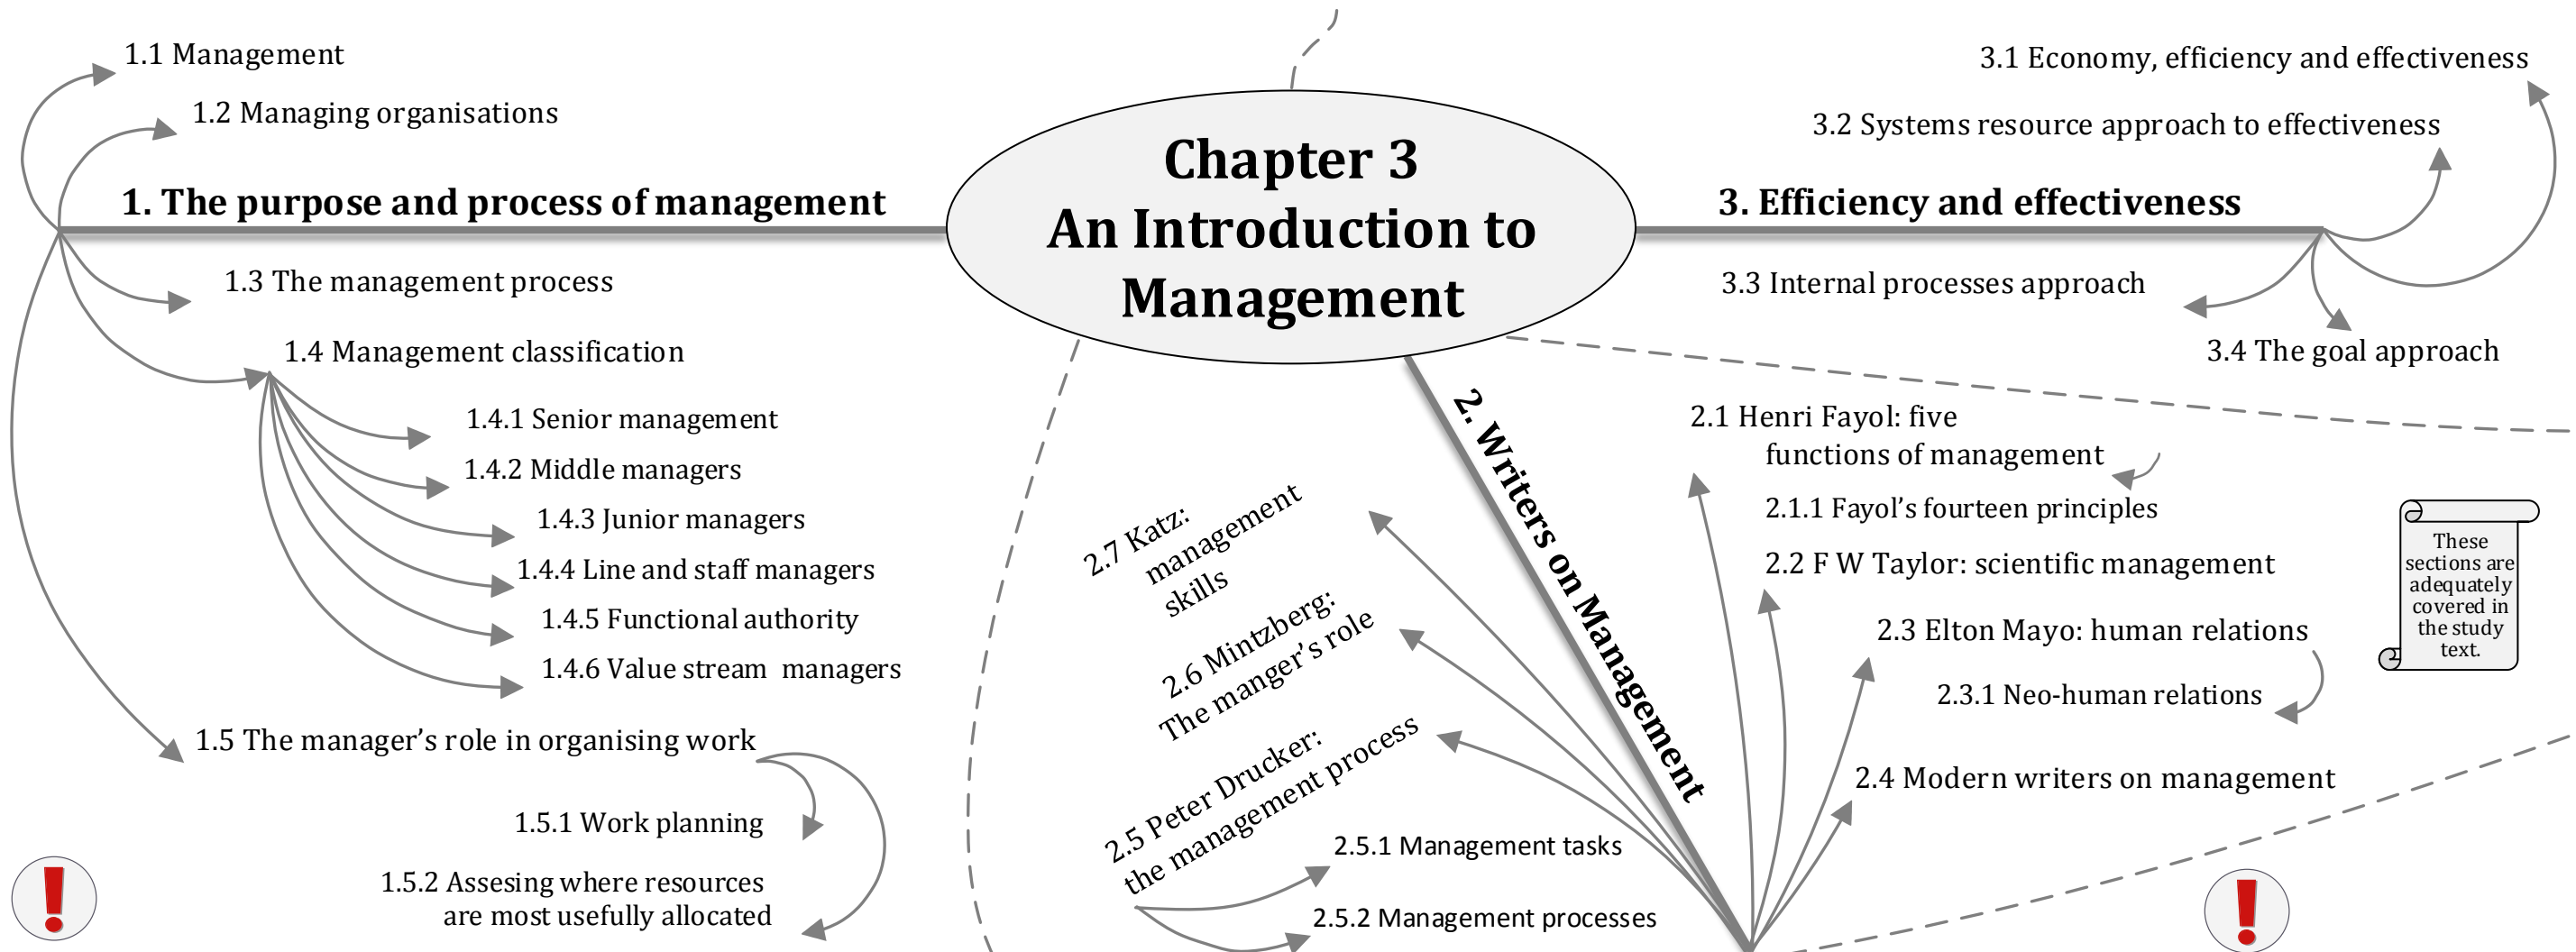 Chapter 3
An Introduction to
Management
1. The purpose and process of management
1.1 Management
1.2 Managing organisations
1.3 The management process
1.4 Management classification
1.4.1 Senior management
1.4.2 Middle managers
1.4.3 Junior managers
1.4.4 Line and staff managers
1.4.5 Functional authority
1.4.6 Value stream  managers
1.5 The manager’s role in organising work
1.5.1 Work planning
1.5.2 Assesing where resources
are most usefully allocated
2. Writers on Management
2.1 Henri Fayol: five
functions of management
2.1.1 Fayol’s fourteen principles
2.2 F W Taylor: scientific management
2.3 Elton Mayo: human relations
2.3.1 Neo-human relations
2.4 Modern writers on management
2.5 Peter Drucker:
the management process
2.5.1 Management tasks
2.5.2 Management processes
2.6 Mintzberg:
The manger’s role
2.7 Katz:
management
skills
3. Efficiency and effectiveness
3.1 Economy, efficiency and effectiveness
3.2 Systems resource approach to effectiveness
3.3 Internal processes approach
3.4 The goal approach
These
sections are
adequately
covered in
the study
text.
!
!